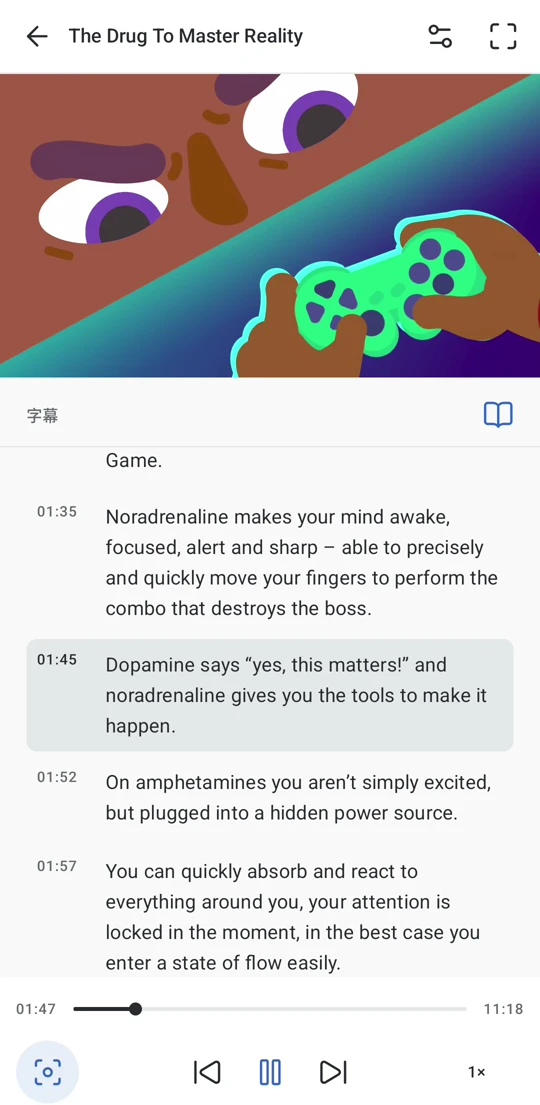 The Drug To Master Reality
字幕
Game.
01:35
Noradrenaline makes your mind awake,
focused, alert and sharp – able to precisely
and quickly move your fingers to perform the
combo that destroys the boss.
01:45
Dopamine says “yes, this matters!” and
noradrenaline gives you the tools to make it
happen.
01:52
On amphetamines you aren’t simply excited,
but plugged into a hidden power source.
01:57
You can quickly absorb and react to
everything around you, your attention is
locked in the moment, in the best case you
enter a state of flow easily.
01:47
11:18
1×